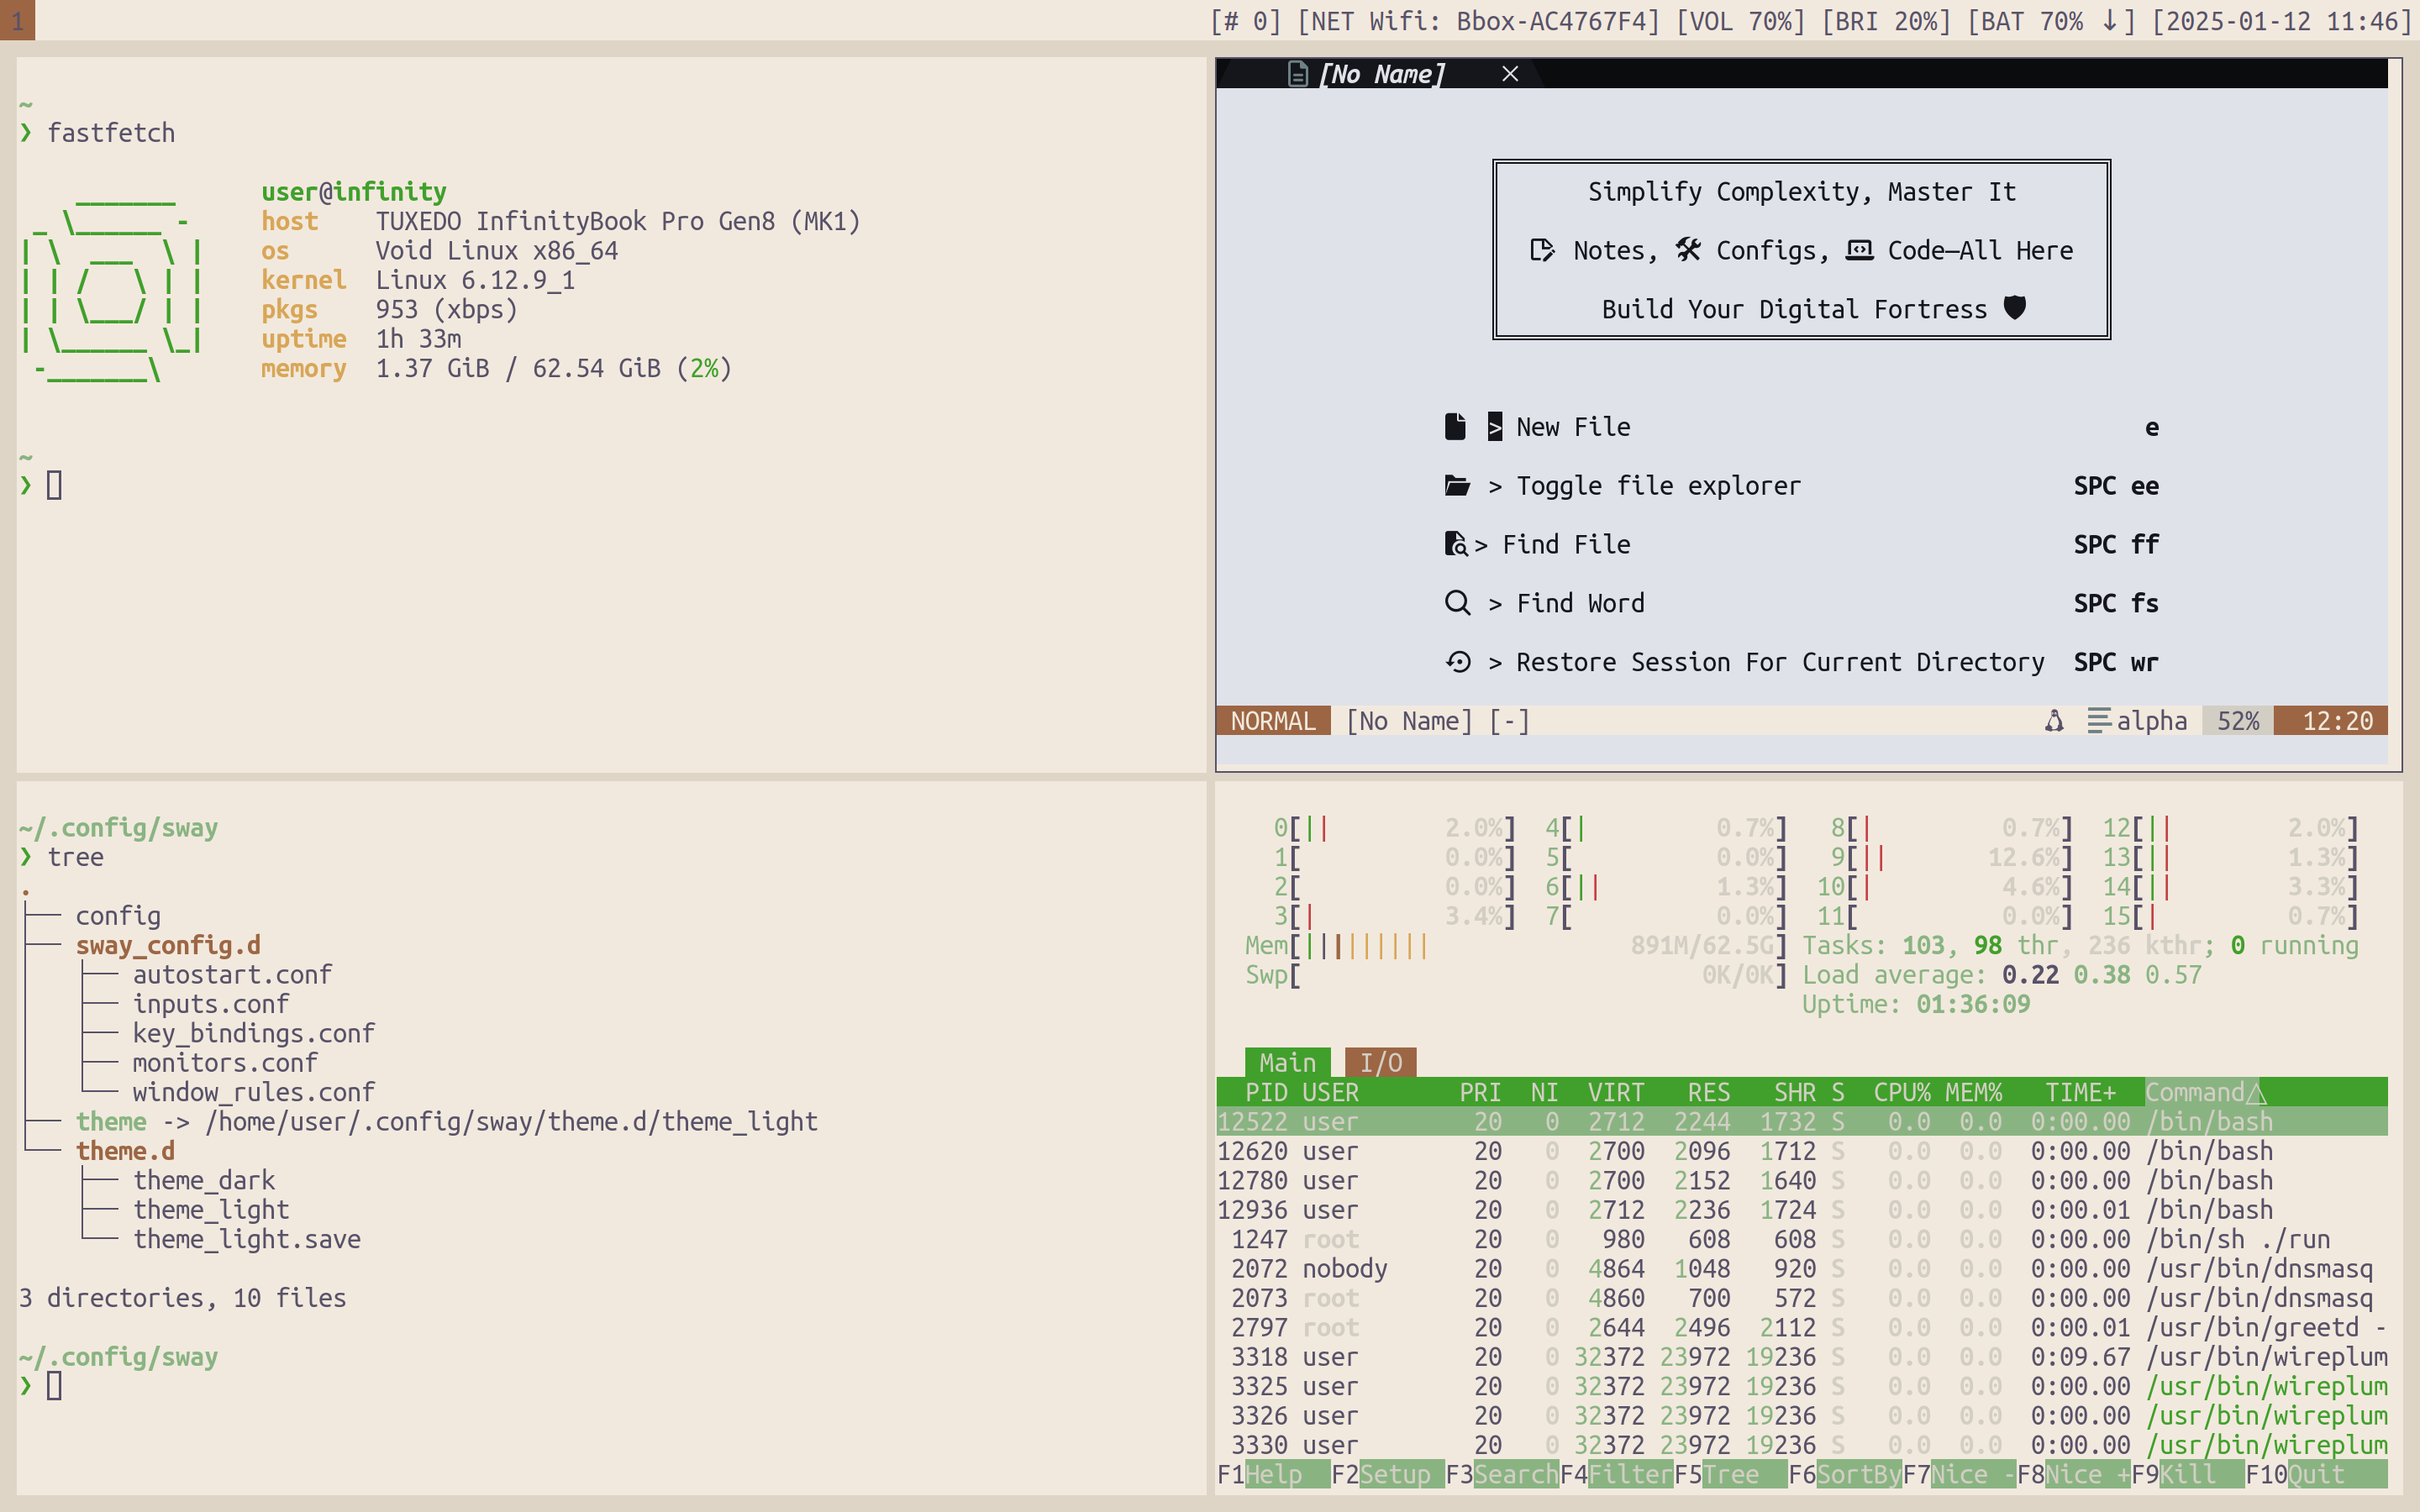 1 [# 0] [NET Wifi: Bbox-AC4767F4] [VOL 70%] [BRI 20%] [BAT 70% ↓] [2025-01-12 11:46]
~
❯ fastfetch
user@infinity
host TUXEDO InfinityBook Pro Gen8 (MK1)
os Void Linux x86_64
kernel Linux 6.12.9_1
pkgs 953 (xbps)
uptime 1h 33m
memory 1.37 GiB / 62.54 GiB (2%)
~
❯
[No Name] ×
Simplify Complexity, Master It
Notes, Configs, Code—All Here
Build Your Digital Fortress
> New File e
> Toggle file explorer SPC ee
> Find File SPC ff
> Find Word SPC fs
> Restore Session For Current Directory SPC wr
NORMAL [No Name] [-] alpha 52% 12:20
~/.config/sway
❯ tree
.
├── config
├── sway_config.d
│   ├── autostart.conf
│   ├── inputs.conf
│   ├── key_bindings.conf
│   ├── monitors.conf
│   └── window_rules.conf
├── theme -> /home/user/.config/sway/theme.d/theme_light
└── theme.d
    ├── theme_dark
    ├── theme_light
    └── theme_light.save
3 directories, 10 files
~/.config/sway
❯
0[|| 2.0%] 4[| 0.7%] 8[| 0.7%] 12[|| 2.0%]
1[ 0.0%] 5[ 0.0%] 9[|| 12.6%] 13[|| 1.3%]
2[ 0.0%] 6[|| 1.3%] 10[| 4.6%] 14[|| 3.3%]
3[| 3.4%] 7[ 0.0%] 11[ 0.0%] 15[| 0.7%]
Mem[||||||||| 891M/62.5G] Tasks: 103, 98 thr, 236 kthr; 0 running
Swp[ 0K/0K] Load average: 0.22 0.38 0.57
Uptime: 01:36:09
Main I/O
PID USER PRI NI VIRT RES SHR S CPU% MEM% TIME+ Command△
12522 user 20 0 2712 2244 1732 S 0.0 0.0 0:00.00 /bin/bash
12620 user 20 0 2700 2096 1712 S 0.0 0.0 0:00.00 /bin/bash
12780 user 20 0 2700 2152 1640 S 0.0 0.0 0:00.00 /bin/bash
12936 user 20 0 2712 2236 1724 S 0.0 0.0 0:00.01 /bin/bash
1247 root 20 0 980 608 608 S 0.0 0.0 0:00.00 /bin/sh ./run
2072 nobody 20 0 4864 1048 920 S 0.0 0.0 0:00.00 /usr/bin/dnsmasq
2073 root 20 0 4860 700 572 S 0.0 0.0 0:00.00 /usr/bin/dnsmasq
2797 root 20 0 2644 2496 2112 S 0.0 0.0 0:00.01 /usr/bin/greetd -
3318 user 20 0 32372 23972 19236 S 0.0 0.0 0:09.67 /usr/bin/wireplum
3325 user 20 0 32372 23972 19236 S 0.0 0.0 0:00.00 /usr/bin/wireplum
3326 user 20 0 32372 23972 19236 S 0.0 0.0 0:00.00 /usr/bin/wireplum
3330 user 20 0 32372 23972 19236 S 0.0 0.0 0:00.00 /usr/bin/wireplum
F1Help F2Setup F3Search F4Filter F5Tree F6SortBy F7Nice - F8Nice + F9Kill F10Quit